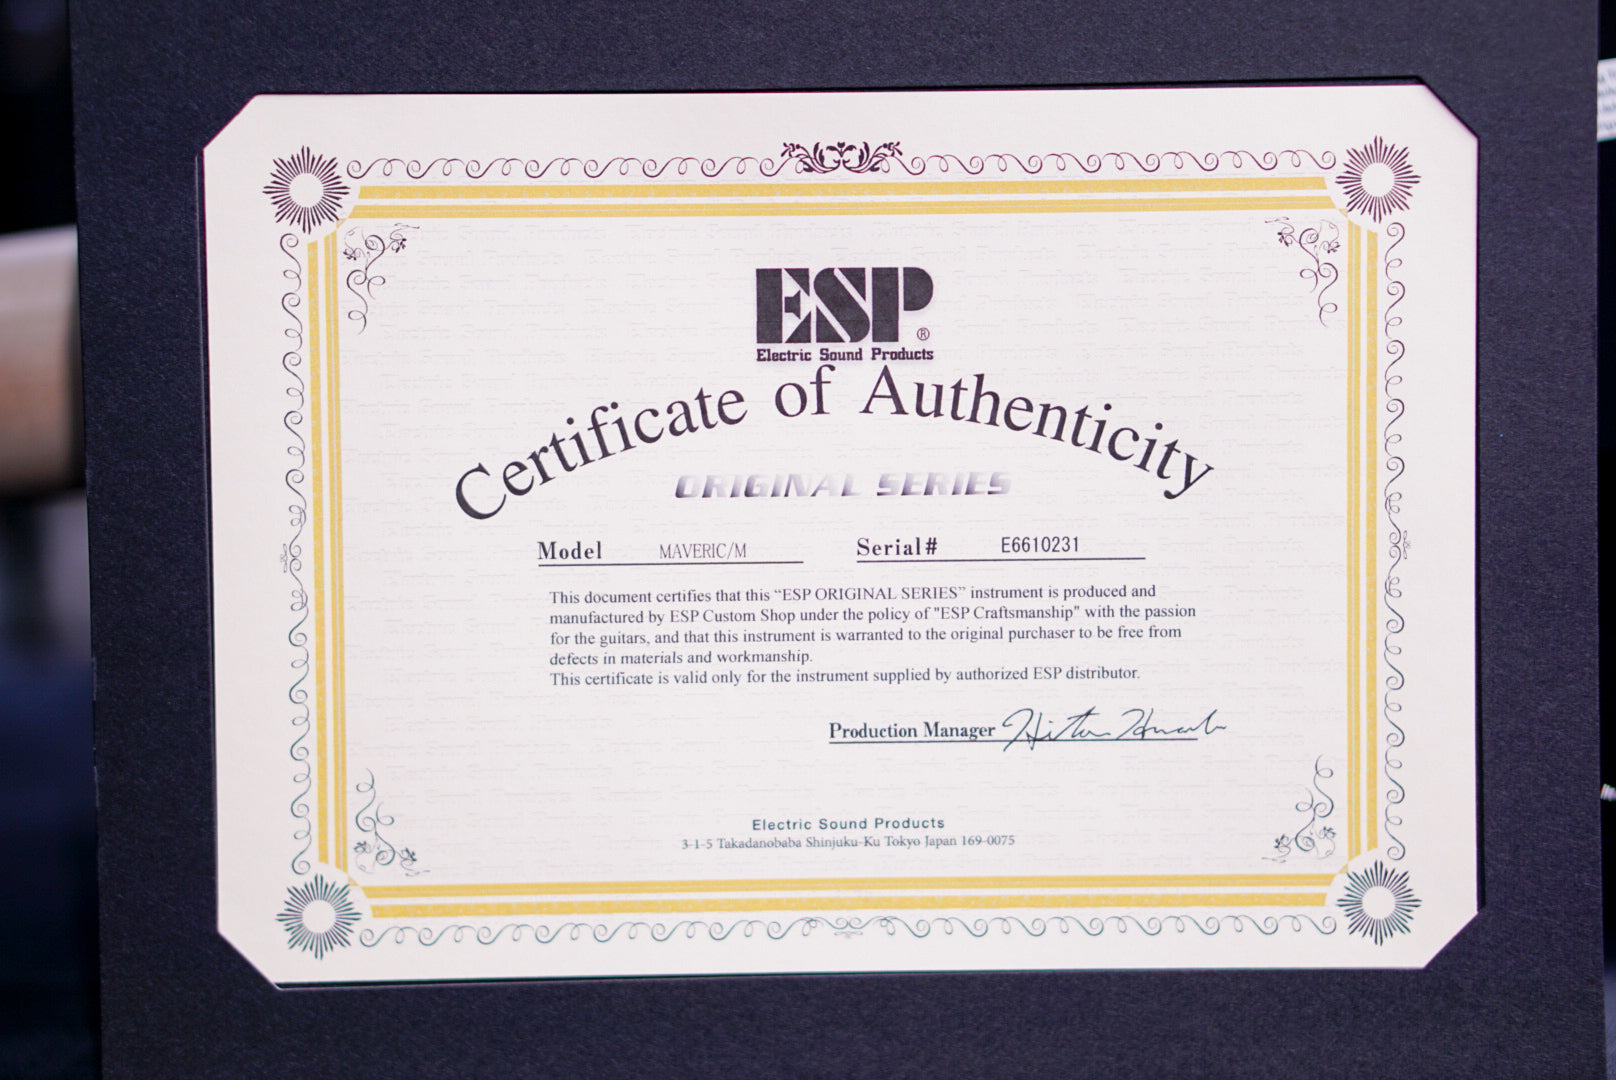 ESP®
Electric Sound Products
Certificate of Authenticity
ORIGINAL SERIES
Model MAVERIC/M Serial# E6610231
This document certifies that this “ESP ORIGINAL SERIES” instrument is produced and
manufactured by ESP Custom Shop under the policy of "ESP Craftsmanship" with the passion
for the guitars, and that this instrument is warranted to the original purchaser to be free from
defects in materials and workmanship.
This certificate is valid only for the instrument supplied by authorized ESP distributor.
Production Manager
Electric Sound Products
3-1-5 Takadanobaba Shinjuku-Ku Tokyo Japan 169-0075